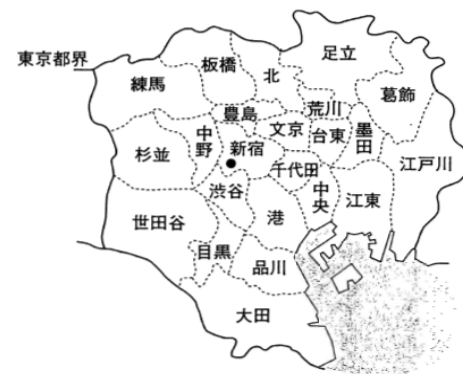 足立
板橋
北
東京都界
練馬
葛飾
荒川
豊島
文京
台東
墨田
中野
新宿
杉並
江戸川
千代田
渋谷
中央
江東
港
世田谷
目黒
品川
大田